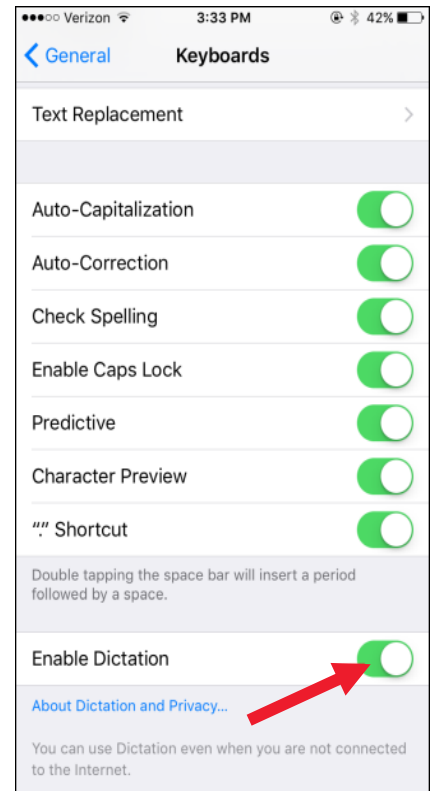 Verizon 3:33 PM 42%
General Keyboards
Text Replacement
Auto-Capitalization
Auto-Correction
Check Spelling
Enable Caps Lock
Predictive
Character Preview
“.” Shortcut
Double tapping the space bar will insert a period
followed by a space.
Enable Dictation
About Dictation and Privacy...
You can use Dictation even when you are not connected
to the Internet.